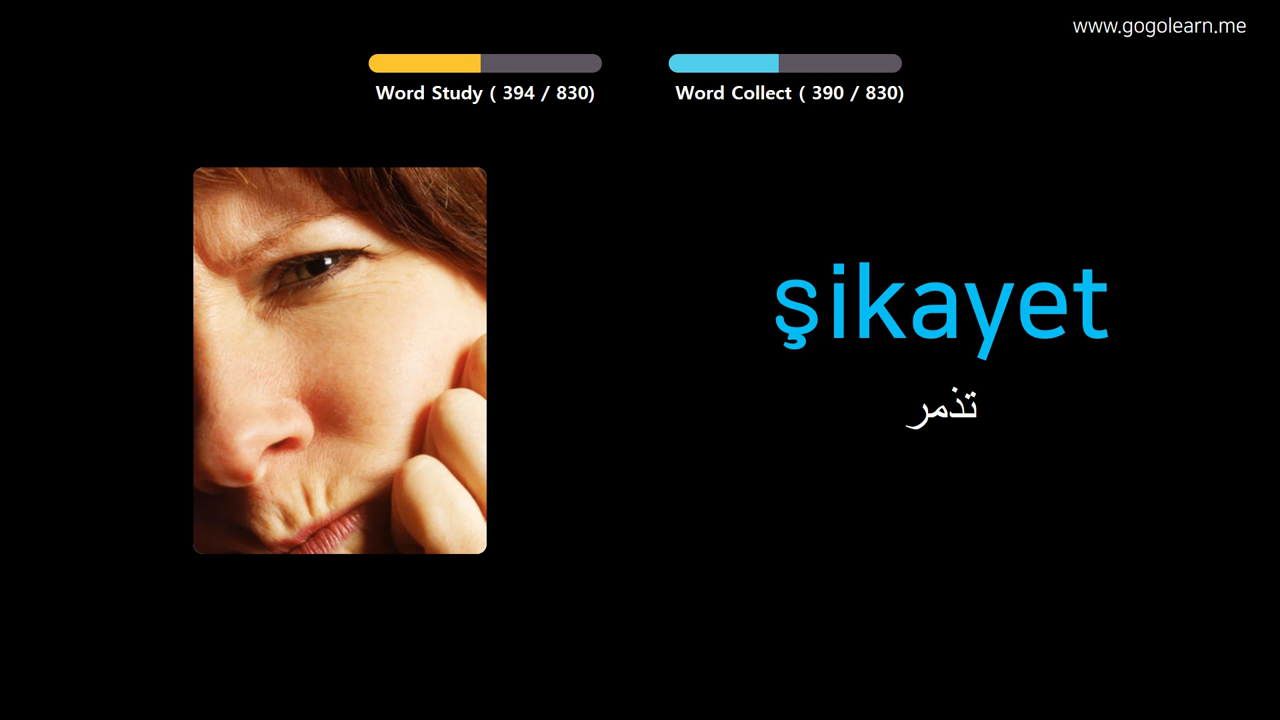 www.gogolearn.me
Word Study ( 394 / 830)
Word Collect ( 390 / 830)
şikayet
تذمر